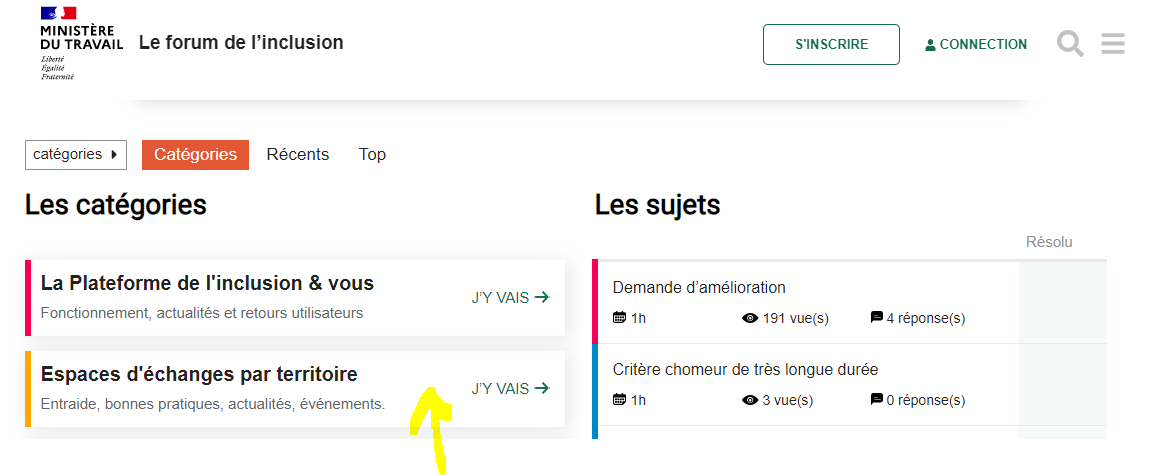 MINISTÈRE
DU TRAVAIL
Liberté
Égalité
Fraternité
Le forum de l'inclusion
S'INSCRIRE
CONNECTION
catégories
Catégories
Récents
Top
Les catégories
La Plateforme de l'inclusion & vous
Fonctionnement, actualités et retours utilisateurs
J'Y VAIS
Espaces d'échanges par territoire
Entraide, bonnes pratiques, actualités, événements.
J'Y VAIS
Les sujets
Résolu
Demande d'amélioration
1h 191 vue(s) 4 réponse(s)
Critère chomeur de très longue durée
1h 3 vue(s) 0 réponse(s)